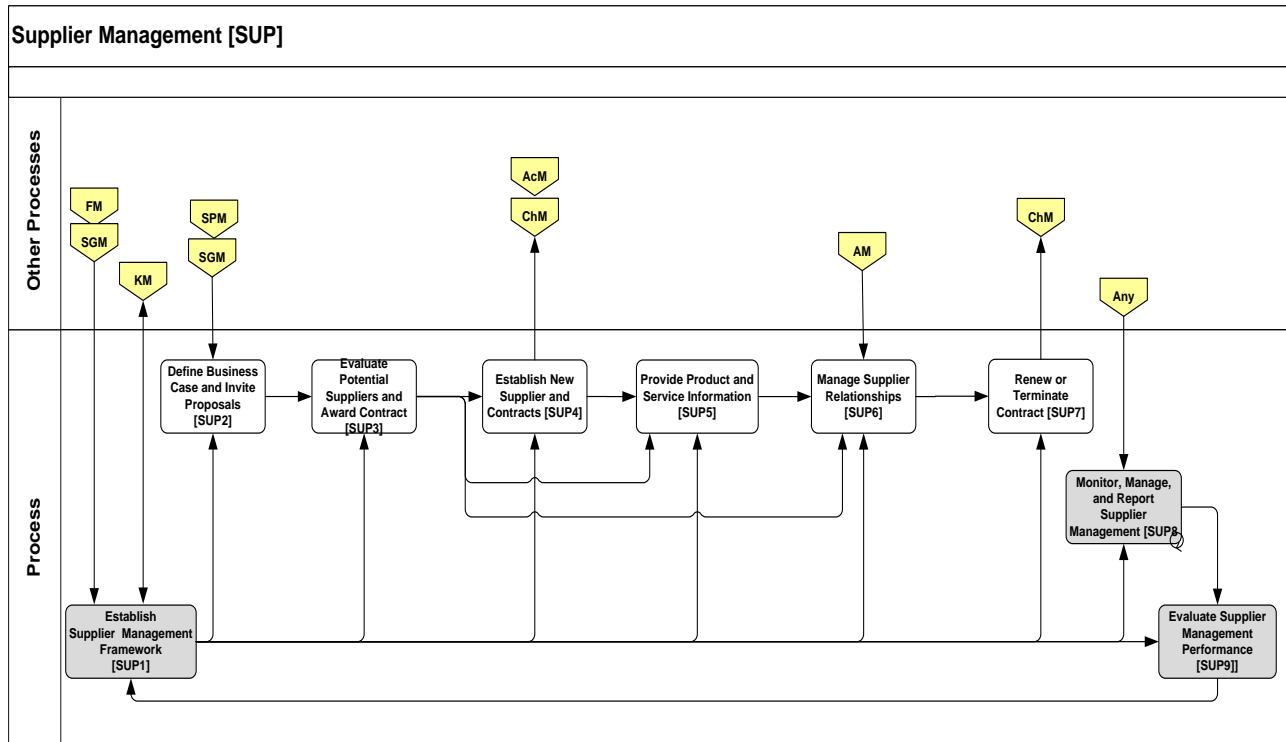 Supplier Management [SUP]
Other Processes
FM
SGM
KM
SPM
SGM
AcM
ChM
AM
ChM
Any
Process
Define Business
Case and Invite
Proposals
[SUP2]
Evaluate
Potential
Suppliers and
Award Contract
[SUP3]
Establish New
Supplier and
Contracts [SUP4]
Provide Product and
Service Information
[SUP5]
Manage Supplier
Relationships
[SUP6]
Renew or
Terminate
Contract [SUP7]
Monitor, Manage,
and Report
Supplier
Management [SUP8
Establish
Supplier Management
Framework
[SUP1]
Evaluate Supplier
Management
Performance
[SUP9]]